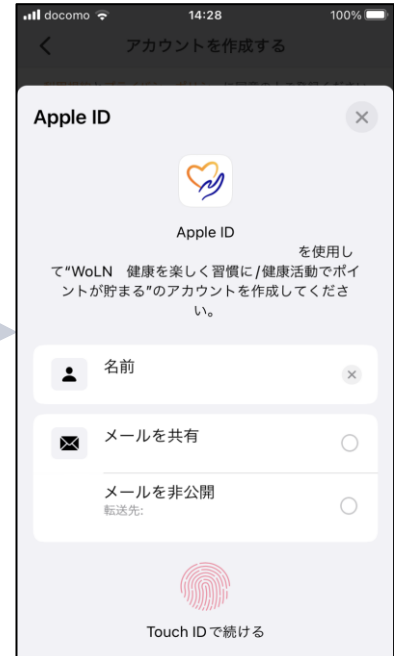 docomo 14:28 100%
アカウントを作成する
Apple ID
Apple ID
を使用し
て"WoLN 健康を楽しく習慣に/健康活動でポイ
ントが貯まる"のアカウントを作成してくださ
い。
名前
メールを共有
メールを非公開
転送先:
Touch IDで続ける